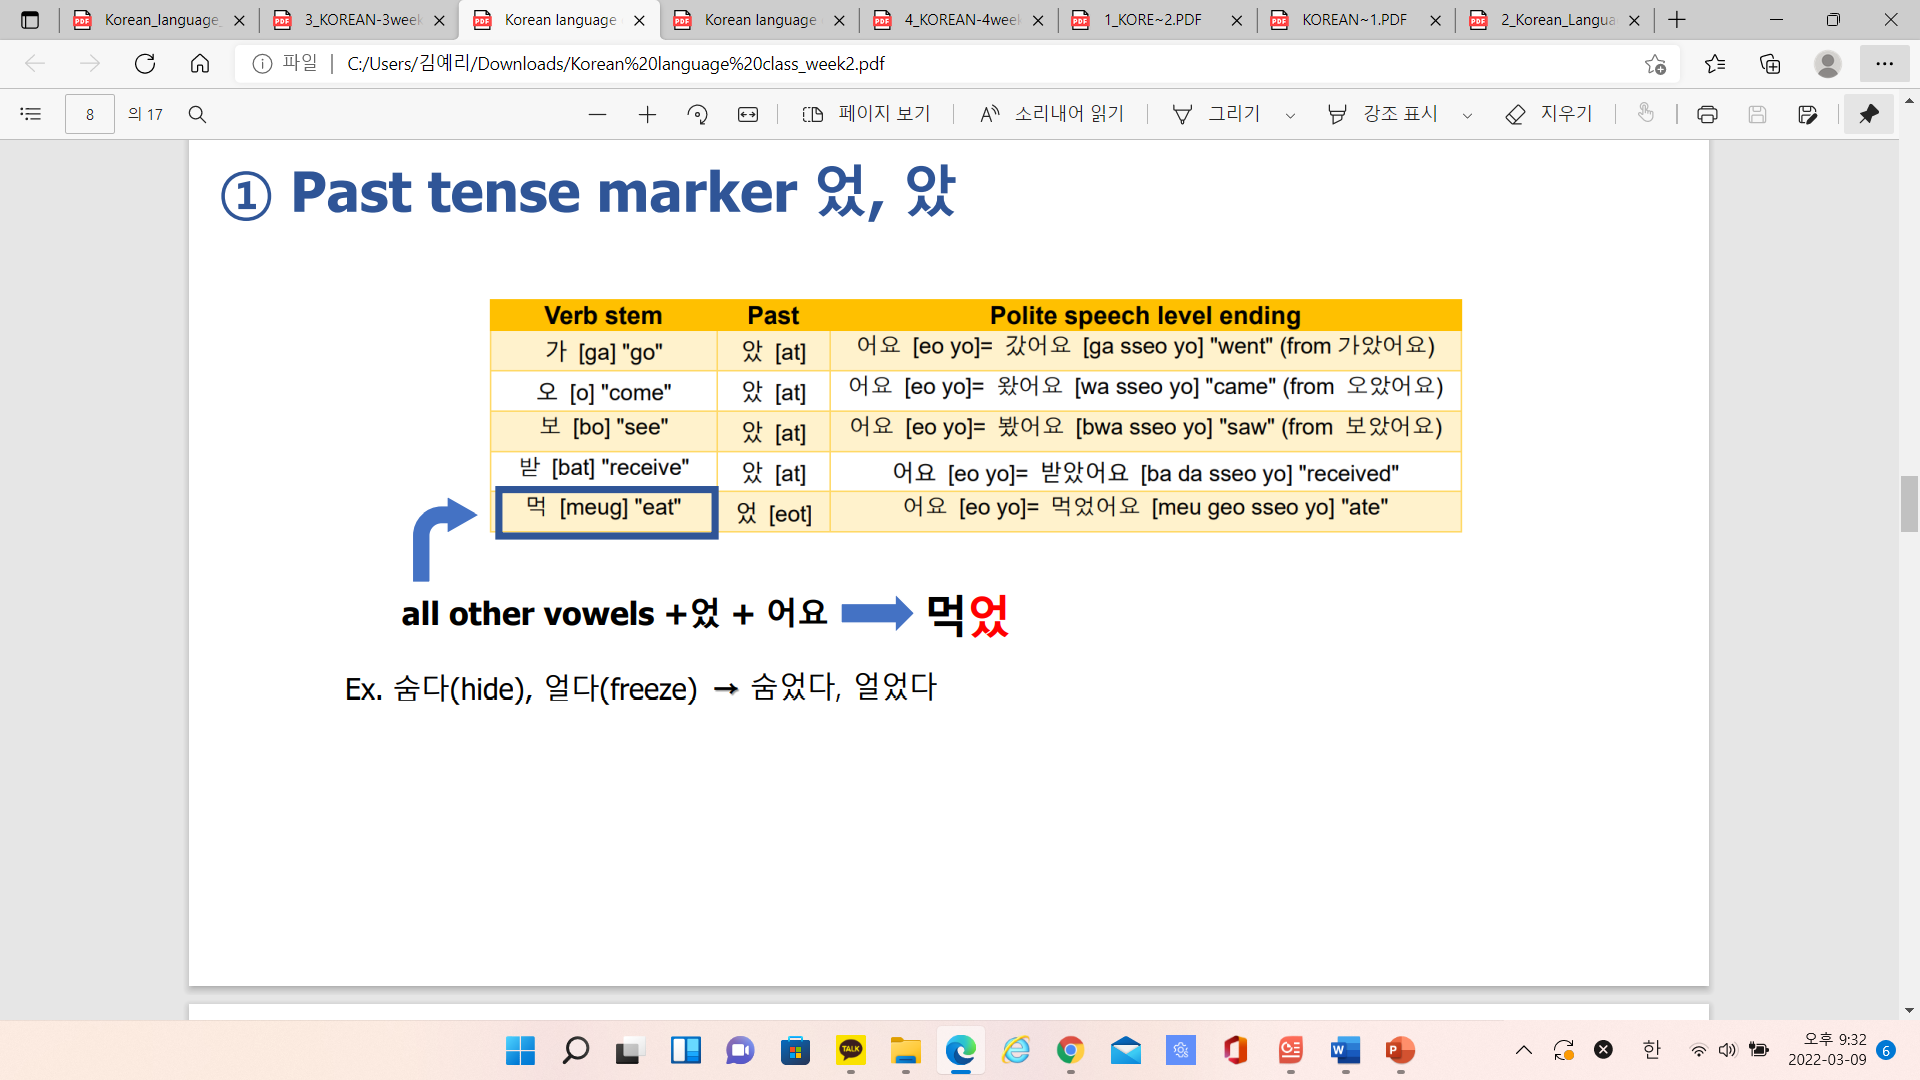 Korean_language_
3_KOREAN-3week
Korean language
Korean language
4_KOREAN-4week
1_KORE~2.PDF
KOREAN~1.PDF
2_Korean_Langua
파일
C:/Users/김예리/Downloads/Korean%20language%20class_week2.pdf
8 의 17
페이지 보기
소리내어 읽기
그리기
강조 표시
지우기
① Past tense marker 었, 았
Verb stem Past Polite speech level ending
가 [ga] "go" 았 [at] 어요 [eo yo]= 갔어요 [ga sseo yo] "went" (from 가았어요)
오 [o] "come" 았 [at] 어요 [eo yo]= 왔어요 [wa sseo yo] "came" (from 오았어요)
보 [bo] "see" 았 [at] 어요 [eo yo]= 봤어요 [bwa sseo yo] "saw" (from 보았어요)
받 [bat] "receive" 았 [at] 어요 [eo yo]= 받았어요 [ba da sseo yo] "received"
먹 [meug] "eat" 었 [eot] 어요 [eo yo]= 먹었어요 [meu geo sseo yo] "ate"
all other vowels +었 + 어요 먹었
Ex. 숨다(hide), 얼다(freeze) → 숨었다, 얼었다
TALK
한
오후 9:32
2022-03-09
6